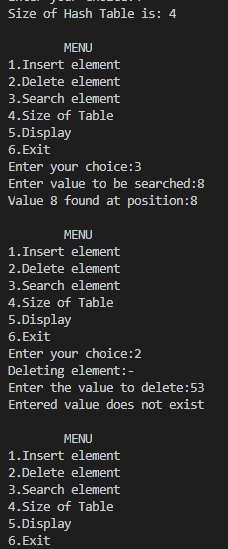 Size of Hash Table is: 4
MENU
1.Insert element
2.Delete element
3.Search element
4.Size of Table
5.Display
6.Exit
Enter your choice:3
Enter value to be searched:8
Value 8 found at position:8
MENU
1.Insert element
2.Delete element
3.Search element
4.Size of Table
5.Display
6.Exit
Enter your choice:2
Deleting element:-
Enter the value to delete:53
Entered value does not exist
MENU
1.Insert element
2.Delete element
3.Search element
4.Size of Table
5.Display
6.Exit